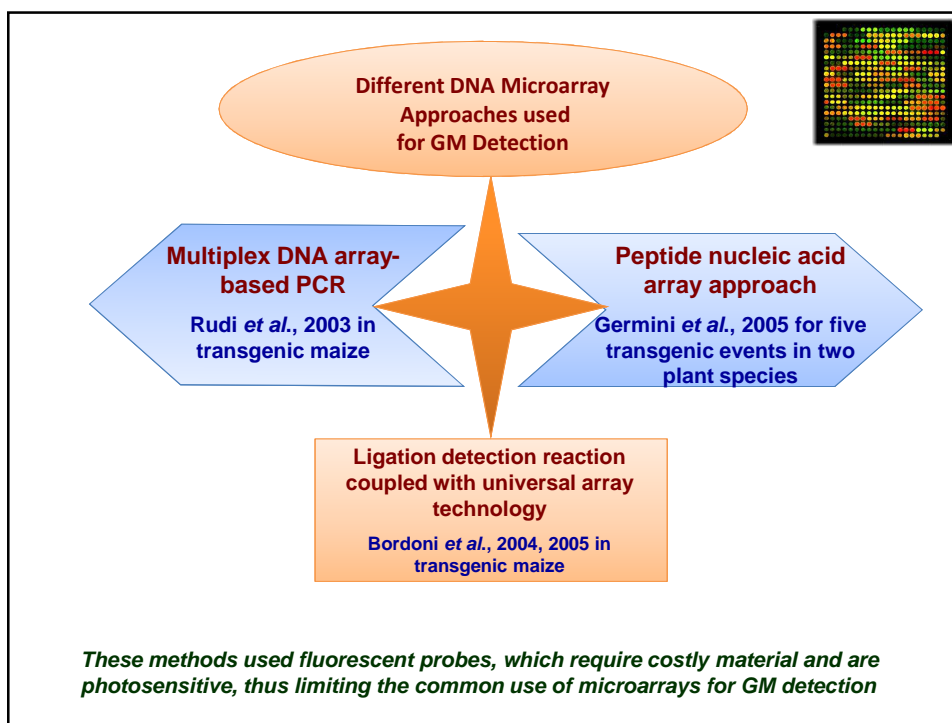 Different DNA Microarray
Approaches used
for GM Detection
Multiplex DNA array-
based PCR
Rudi et al., 2003 in
transgenic maize
Peptide nucleic acid
array approach
Germini et al., 2005 for five
transgenic events in two
plant species
Ligation detection reaction
coupled with universal array
technology
Bordoni et al., 2004, 2005 in
transgenic maize
These methods used fluorescent probes, which require costly material and are
photosensitive, thus limiting the common use of microarrays for GM detection